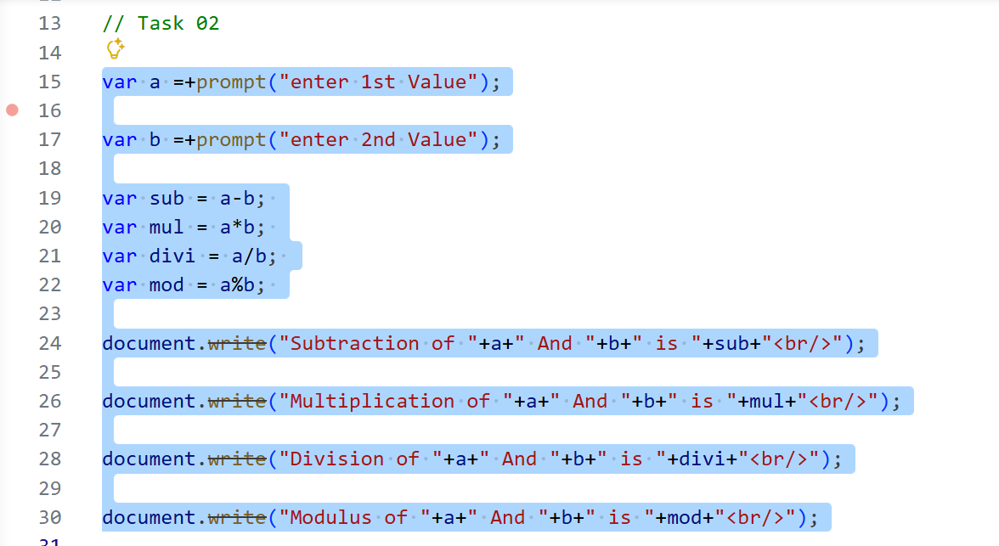 13 // Task 02
14
15 var a =+prompt("enter 1st Value");
16
17 var b =+prompt("enter 2nd Value");
18
19 var sub = a-b;
20 var mul = a*b;
21 var divi = a/b;
22 var mod = a%b;
23
24 document.write("Subtraction of "+a+" And "+b+" is "+sub+"<br/>");
25
26 document.write("Multiplication of "+a+" And "+b+" is "+mul+"<br/>");
27
28 document.write("Division of "+a+" And "+b+" is "+divi+"<br/>");
29
30 document.write("Modulus of "+a+" And "+b+" is "+mod+"<br/>");
31